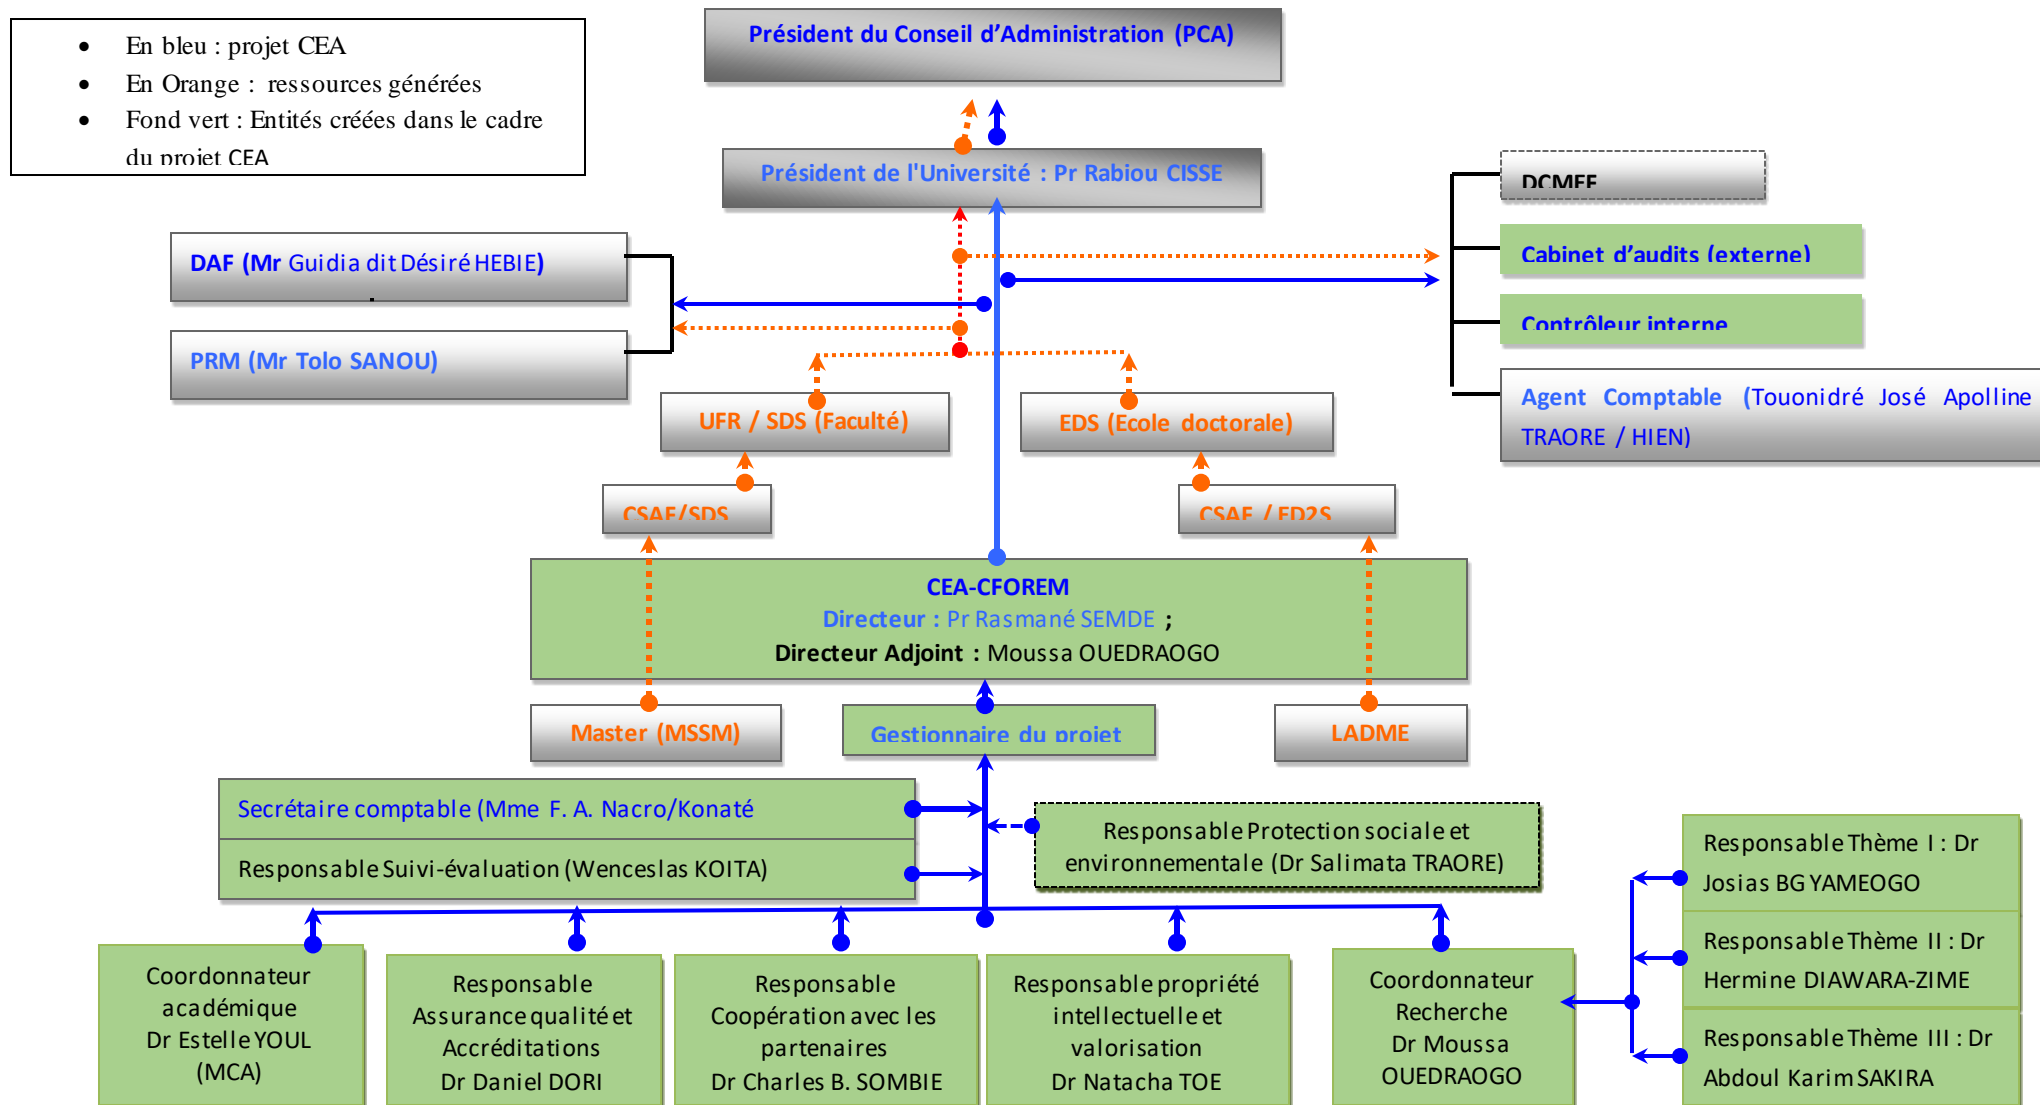 En bleu : projet CEA
En Orange : ressources générées
Fond vert : Entités créées dans le cadre
du projet CEA
Président du Conseil d’Administration (PCA)
Président de l'Université : Pr Rabiou CISSE
DAF (Mr Guidia dit Désiré HEBIE)
PRM (Mr Tolo SANOU)
DCMEF
Cabinet d’audits (externe)
Contrôleur interne
Agent Comptable (Touonidré José Apolline
TRAORE / HIEN)
UFR / SDS (Faculté)
EDS (Ecole doctorale)
CSAF/SDS
CSAF / ED2S
CEA-CFOREM
Directeur : Pr Rasmané SEMDE ;
Directeur Adjoint : Moussa OUEDRAOGO
Master (MSSM)
Gestionnaire du projet
LADME
Secrétaire comptable (Mme F. A. Nacro/Konaté
Responsable Suivi-évaluation (Wenceslas KOITA)
Responsable Protection sociale et
environnementale (Dr Salimata TRAORE)
Responsable Thème I : Dr
Josias BG YAMEOGO
Responsable Thème II : Dr
Hermine DIAWARA-ZIME
Responsable Thème III : Dr
Abdoul Karim SAKIRA
Coordonnateur
académique
Dr Estelle YOUL
(MCA)
Responsable
Assurance qualité et
Accréditations
Dr Daniel DORI
Responsable
Coopération avec les
partenaires
Dr Charles B. SOMBIE
Responsable propriété
intellectuelle et
valorisation
Dr Natacha TOE
Coordonnateur
Recherche
Dr Moussa
OUEDRAOGO